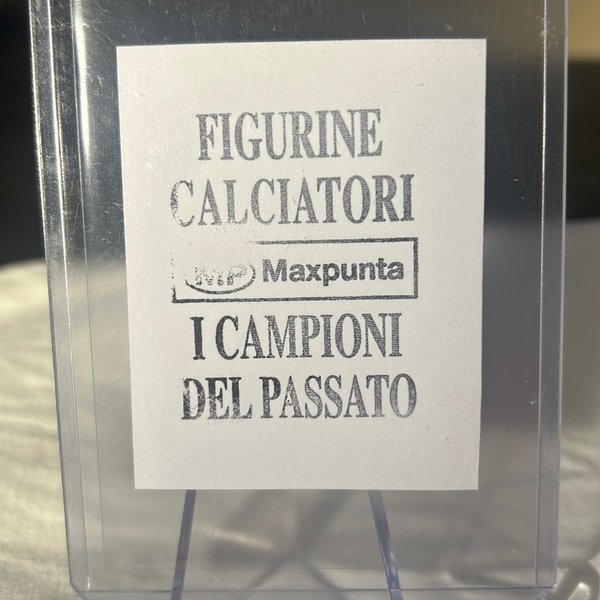 FIGURINE
CALCIATORI
MP Maxpunta
I CAMPIONI
DEL PASSATO